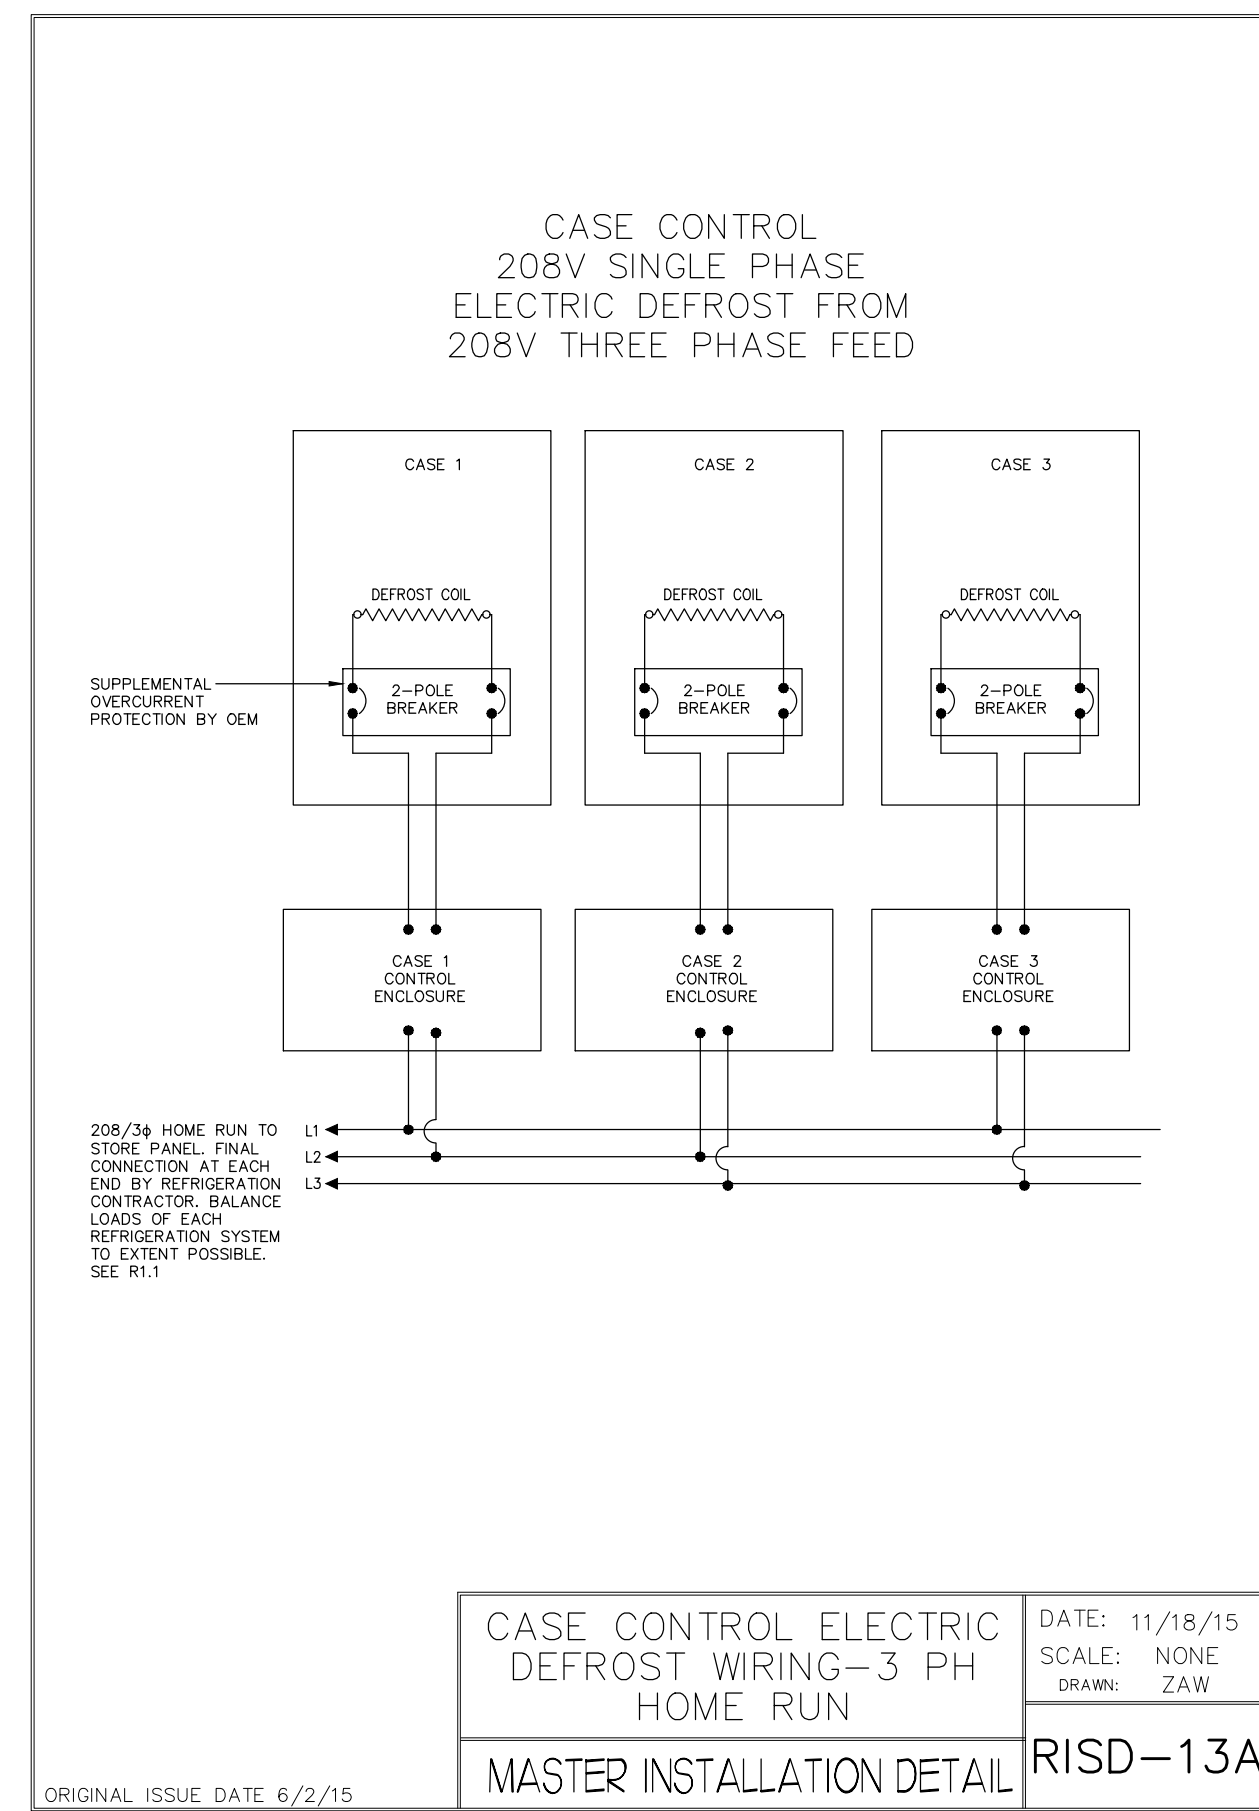 CASE CONTROL
208V SINGLE PHASE
ELECTRIC DEFROST FROM
208V THREE PHASE FEED
CASE 1
CASE 2
CASE 3
DEFROST COIL
DEFROST COIL
DEFROST COIL
SUPPLEMENTAL
OVERCURRENT
PROTECTION BY OEM
2-POLE
BREAKER
2-POLE
BREAKER
2-POLE
BREAKER
CASE 1
CONTROL
ENCLOSURE
CASE 2
CONTROL
ENCLOSURE
CASE 3
CONTROL
ENCLOSURE
208/3ϕ HOME RUN TO
STORE PANEL. FINAL
CONNECTION AT EACH
END BY REFRIGERATION
CONTRACTOR. BALANCE
LOADS OF EACH
REFRIGERATION SYSTEM
TO EXTENT POSSIBLE.
SEE R1.1
L1
L2
L3
CASE CONTROL ELECTRIC
DEFROST WIRING-3 PH
HOME RUN
DATE: 11/18/15
SCALE: NONE
DRAWN: ZAW
MASTER INSTALLATION DETAIL
RISD-13A
ORIGINAL ISSUE DATE 6/2/15